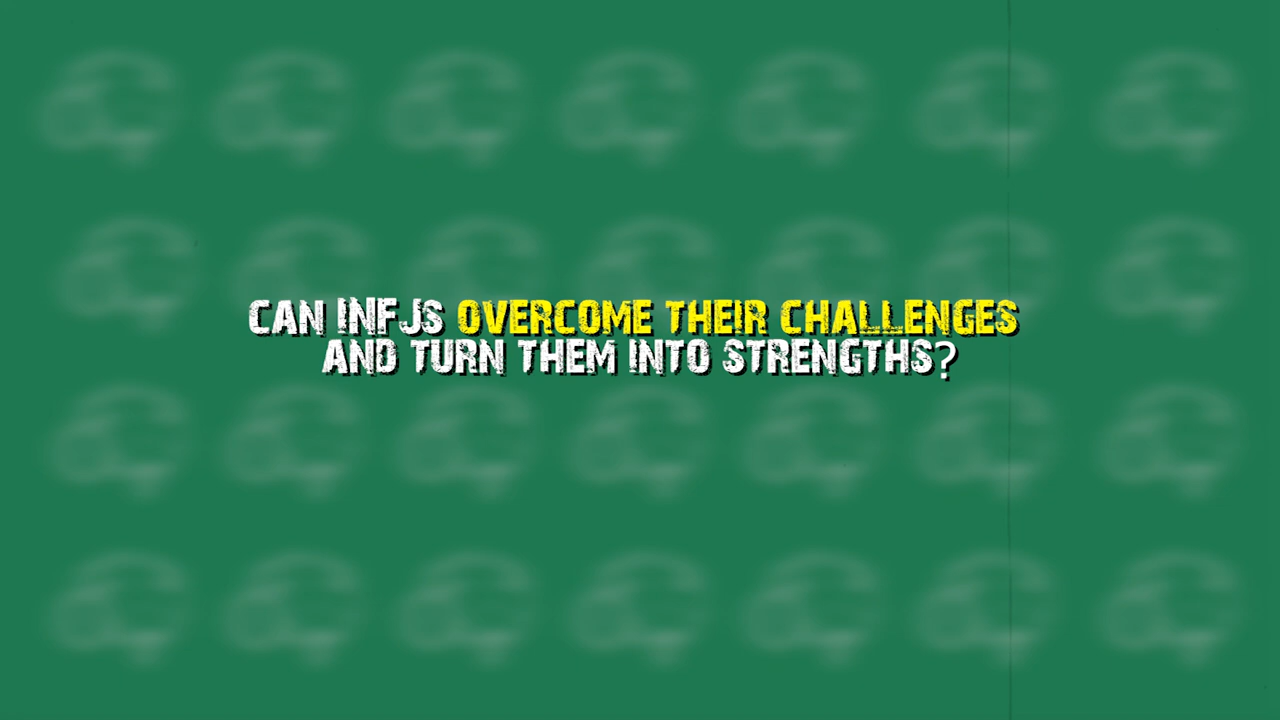 CAN INFJS OVERCOME THEIR CHALLENGES
AND TURN THEM INTO STRENGTHS?